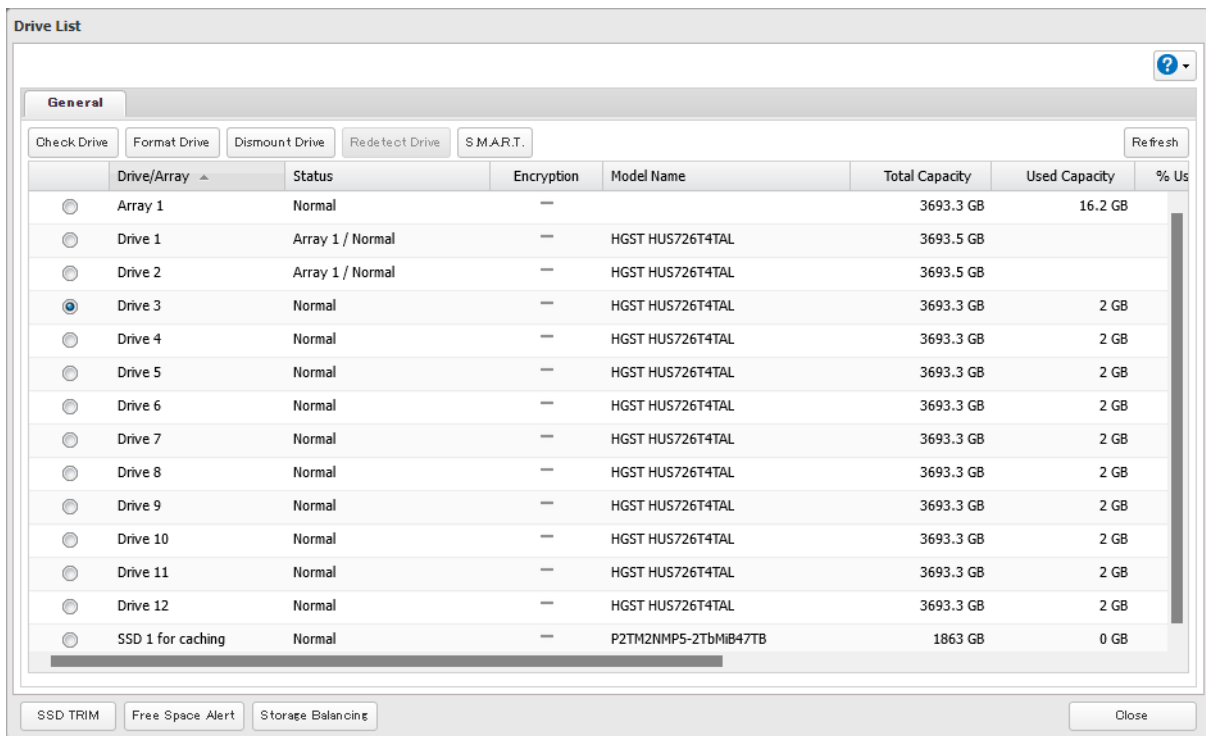 Drive List
General
Check Drive Format Drive Dismount Drive Redetect Drive S.M.A.R.T. Refresh
Drive/Array Status Encryption Model Name Total Capacity Used Capacity % Us
Array 1 Normal — 3693.3 GB 16.2 GB
Drive 1 Array 1 / Normal — HGST HUS726T4TAL 3693.5 GB
Drive 2 Array 1 / Normal — HGST HUS726T4TAL 3693.5 GB
Drive 3 Normal — HGST HUS726T4TAL 3693.3 GB 2 GB
Drive 4 Normal — HGST HUS726T4TAL 3693.3 GB 2 GB
Drive 5 Normal — HGST HUS726T4TAL 3693.3 GB 2 GB
Drive 6 Normal — HGST HUS726T4TAL 3693.3 GB 2 GB
Drive 7 Normal — HGST HUS726T4TAL 3693.3 GB 2 GB
Drive 8 Normal — HGST HUS726T4TAL 3693.3 GB 2 GB
Drive 9 Normal — HGST HUS726T4TAL 3693.3 GB 2 GB
Drive 10 Normal — HGST HUS726T4TAL 3693.3 GB 2 GB
Drive 11 Normal — HGST HUS726T4TAL 3693.3 GB 2 GB
Drive 12 Normal — HGST HUS726T4TAL 3693.3 GB 2 GB
SSD 1 for caching Normal — P2TM2NMP5-2TbMiB47TB 1863 GB 0 GB
SSD TRIM Free Space Alert Storage Balancing Close